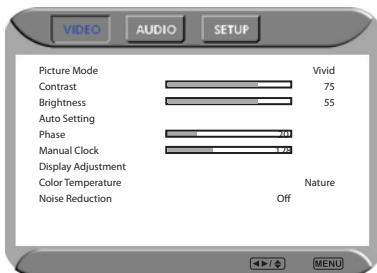 VIDEO AUDIO SETUP
Picture Mode Vivid
Contrast 75
Brightness 55
Auto Setting
Phase 201
Manual Clock 128
Display Adjustment
Color Temperature Nature
Noise Reduction Off
◄►/◆ MENU